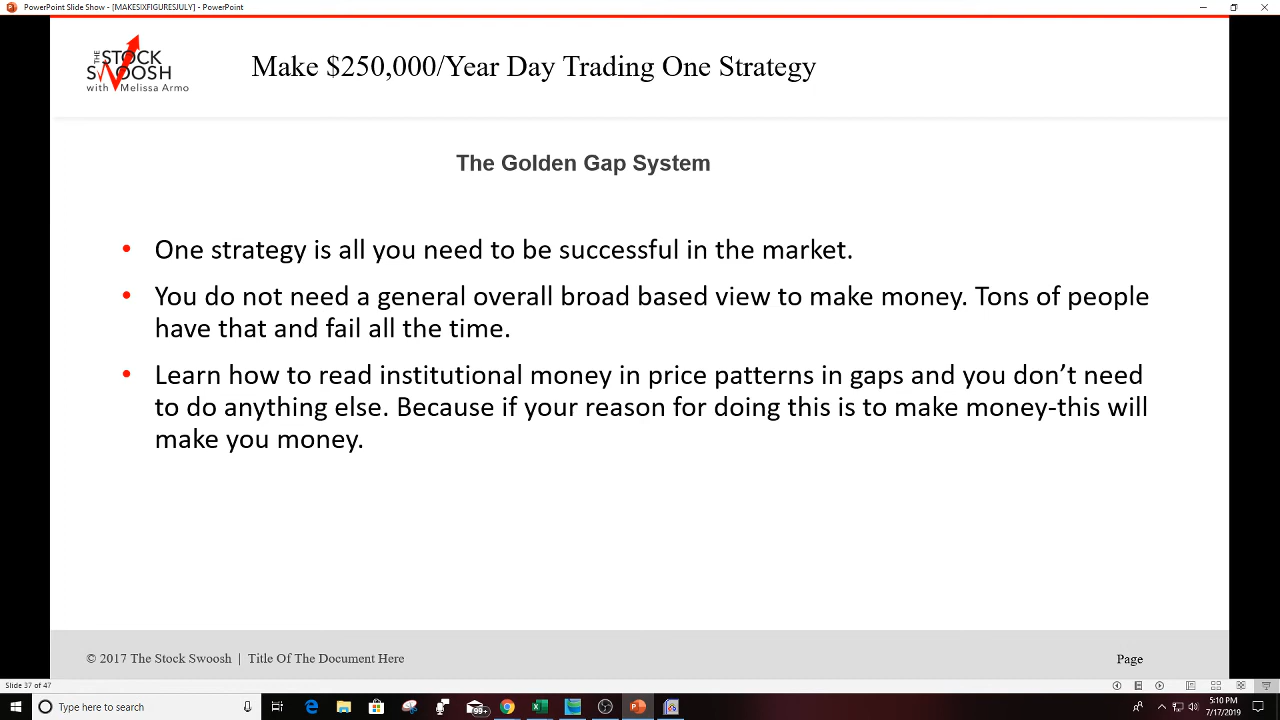 PowerPoint Slide Show - [MAKESIXFIGURESJULY] - PowerPoint
THE STOCK
SWOOSH
with Melissa Armo
Make $250,000/Year Day Trading One Strategy
The Golden Gap System
• One strategy is all you need to be successful in the market.
• You do not need a general overall broad based view to make money. Tons of people
have that and fail all the time.
• Learn how to read institutional money in price patterns in gaps and you don’t need
to do anything else. Because if your reason for doing this is to make money-this will
make you money.
© 2017 The Stock Swoosh | Title Of The Document Here
Page
Slide 37 of 47
Type here to search
99+
5:10 PM
7/17/2019